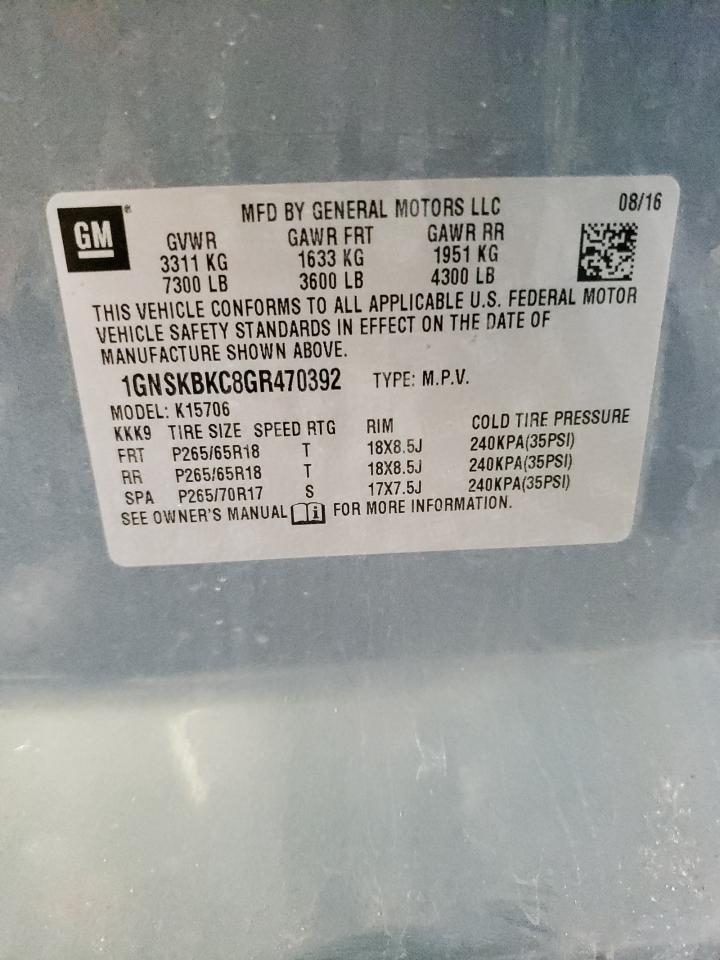 GM MFD BY GENERAL MOTORS LLC 08/16
GVWR GAWR FRT GAWR RR
3311 KG 1633 KG 1951 KG
7300 LB 3600 LB 4300 LB
THIS VEHICLE CONFORMS TO ALL APPLICABLE U.S. FEDERAL MOTOR
VEHICLE SAFETY STANDARDS IN EFFECT ON THE DATE OF
MANUFACTURE SHOWN ABOVE.
1GNSKBKC8GR470392 TYPE: M.P.V.
MODEL: K15706
KKK9 TIRE SIZE SPEED RTG RIM COLD TIRE PRESSURE
FRT P265/65R18 T 18X8.5J 240KPA(35PSI)
RR P265/65R18 T 18X8.5J 240KPA(35PSI)
SPA P265/70R17 S 17X7.5J 240KPA(35PSI)
SEE OWNER'S MANUAL i FOR MORE INFORMATION.